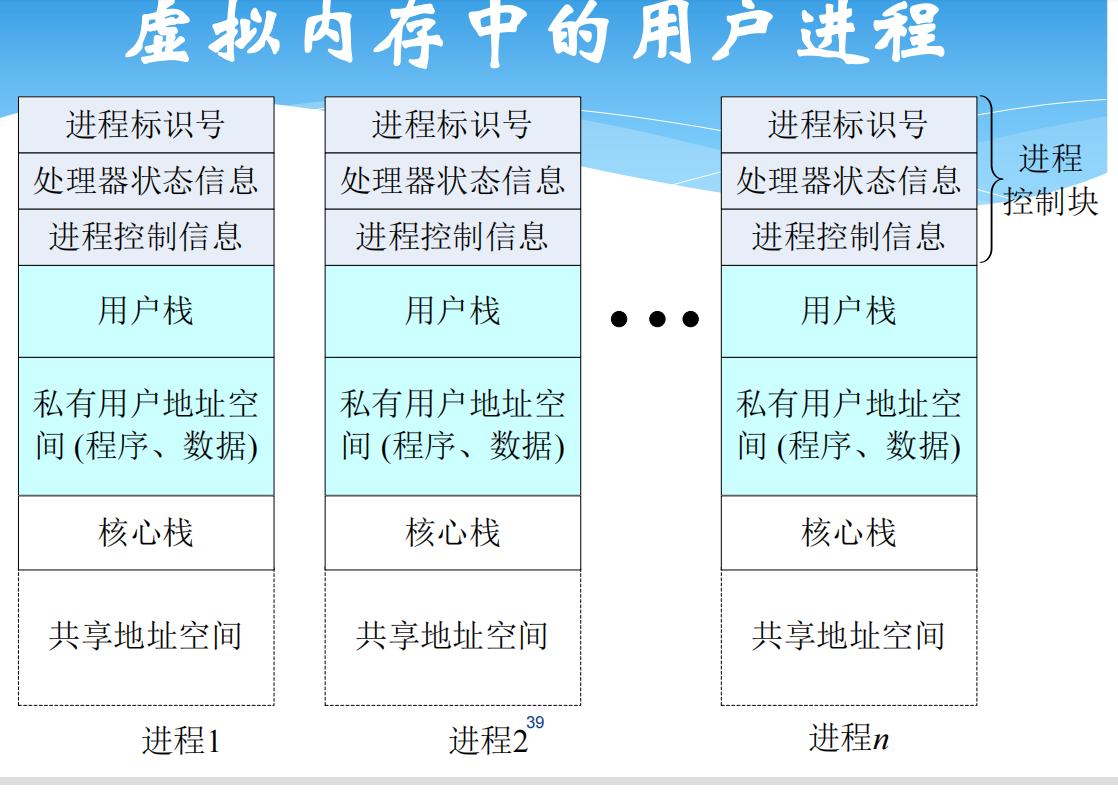 虚拟内存中的用户进程
进程标识号
处理器状态信息
进程控制信息
用户栈
私有用户地址空
间 (程序、数据)
核心栈
共享地址空间
进程1
进程标识号
处理器状态信息
进程控制信息
用户栈
私有用户地址空
间 (程序、数据)
核心栈
共享地址空间
进程2
39
进程标识号
处理器状态信息
进程控制信息
用户栈
私有用户地址空
间 (程序、数据)
核心栈
共享地址空间
进程n
进程
控制块